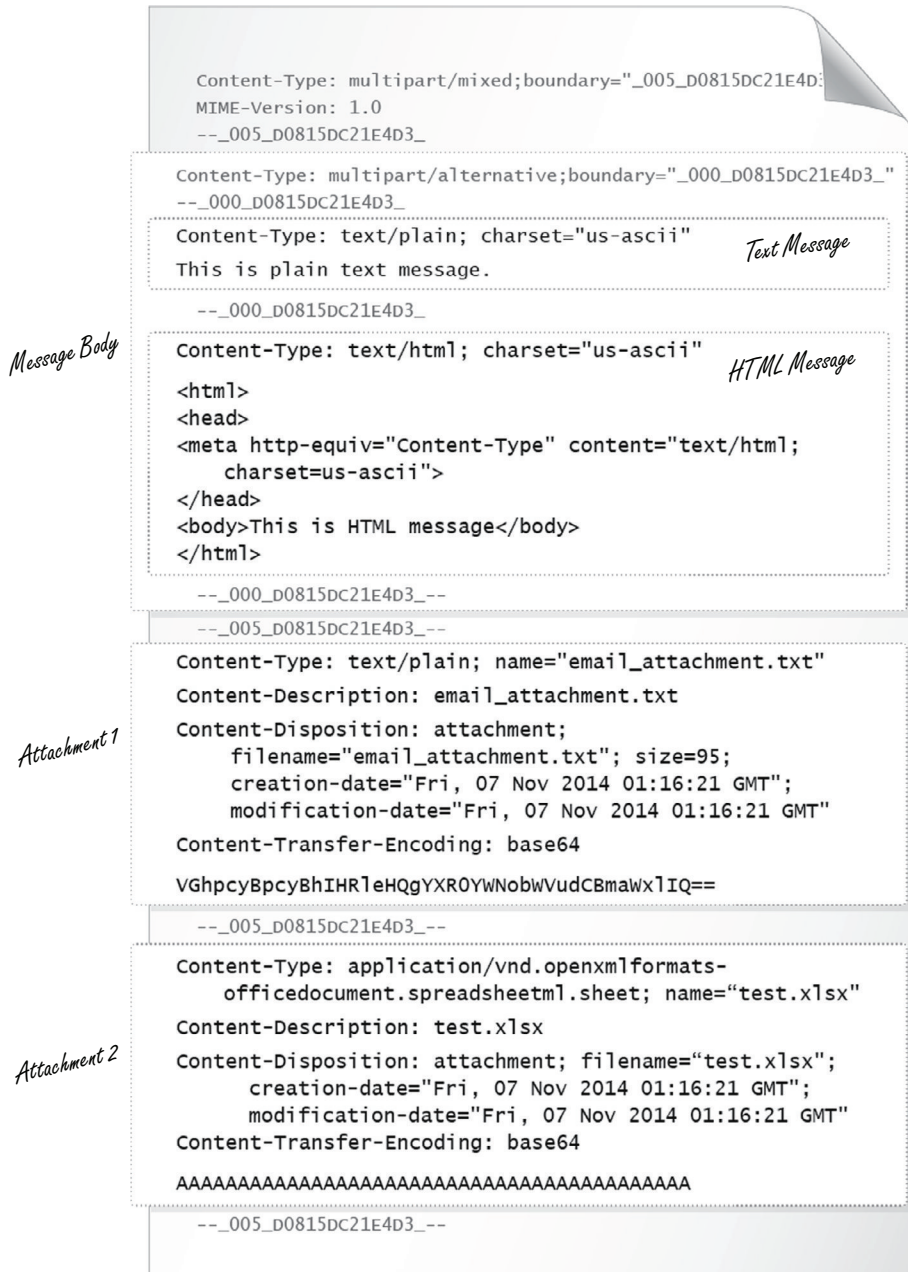 Content-Type: multipart/mixed;boundary="_005_D0815DC21E4D3
MIME-Version: 1.0
--_005_D0815DC21E4D3_
Content-Type: multipart/alternative;boundary="_000_D0815DC21E4D3_"
--_000_D0815DC21E4D3_
Content-Type: text/plain; charset="us-ascii"
Text Message
This is plain text message.
--_000_D0815DC21E4D3_
Message Body
Content-Type: text/html; charset="us-ascii"
HTML Message
<html>
<head>
<meta http-equiv="Content-Type" content="text/html;
charset=us-ascii">
</head>
<body>This is HTML message</body>
</html>
--_000_D0815DC21E4D3_--
--_005_D0815DC21E4D3_--
Content-Type: text/plain; name="email_attachment.txt"
Content-Description: email_attachment.txt
Attachment 1
Content-Disposition: attachment;
filename="email_attachment.txt"; size=95;
creation-date="Fri, 07 Nov 2014 01:16:21 GMT";
modification-date="Fri, 07 Nov 2014 01:16:21 GMT"
Content-Transfer-Encoding: base64
VGhpcyBpcyBhIHRleHQgYXR0YWNobWVudCBmaWxlIQ==
--_005_D0815DC21E4D3_--
Content-Type: application/vnd.openxmlformats-
officedocument.spreadsheetml.sheet; name=“test.xlsx"
Content-Description: test.xlsx
Attachment 2
Content-Disposition: attachment; filename=“test.xlsx";
creation-date="Fri, 07 Nov 2014 01:16:21 GMT";
modification-date="Fri, 07 Nov 2014 01:16:21 GMT"
Content-Transfer-Encoding: base64
AAAAAAAAAAAAAAAAAAAAAAAAAAAAAAAAAAAAAAAAAA
--_005_D0815DC21E4D3_--